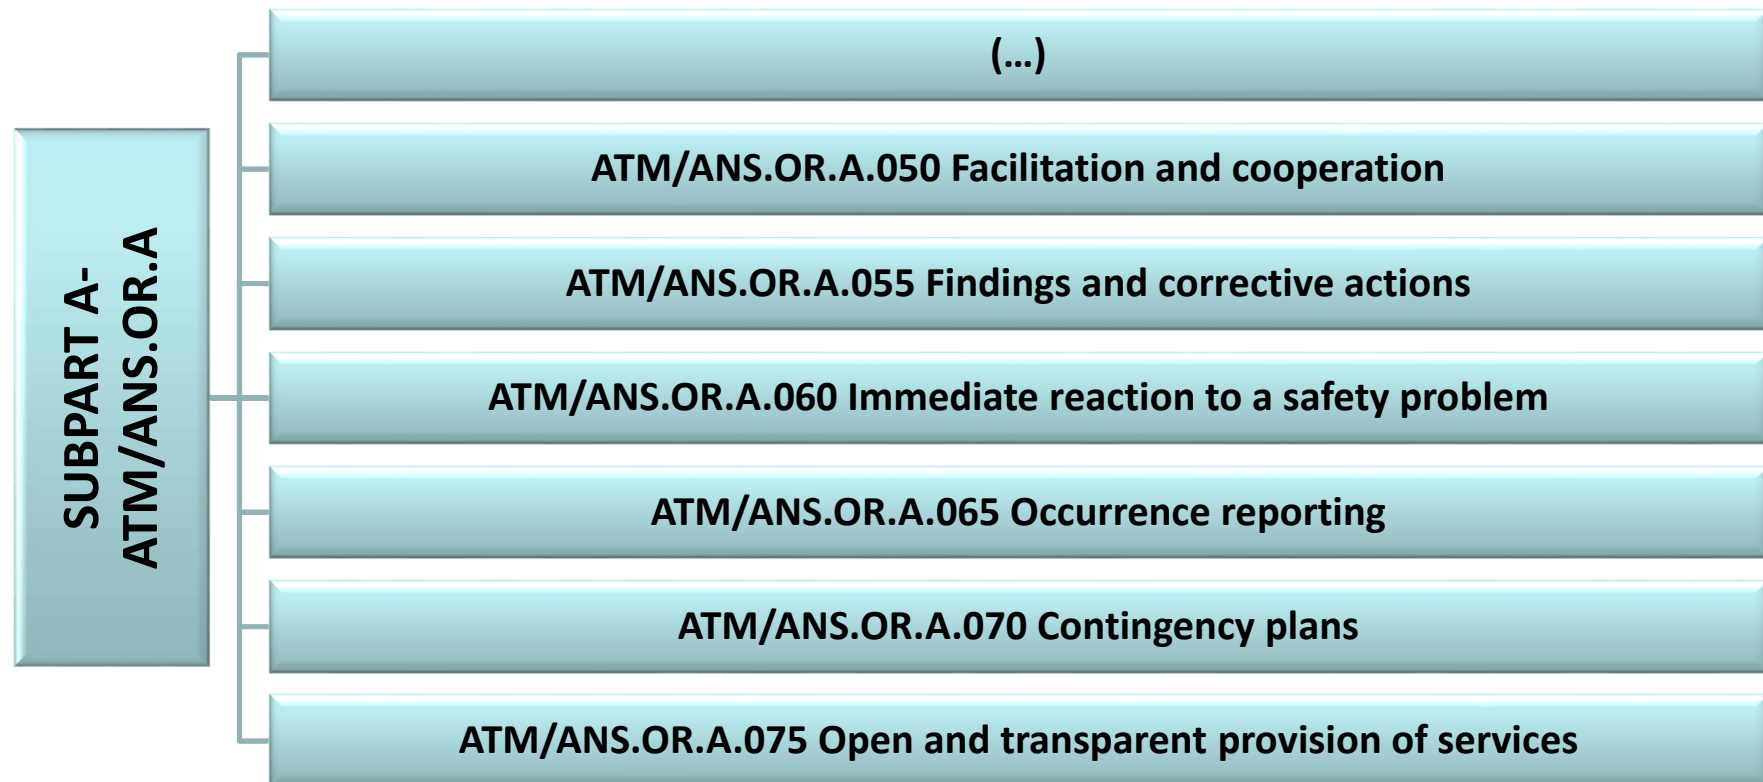 SUBPART A-
ATM/ANS.OR.A
(...)
ATM/ANS.OR.A.050 Facilitation and cooperation
ATM/ANS.OR.A.055 Findings and corrective actions
ATM/ANS.OR.A.060 Immediate reaction to a safety problem
ATM/ANS.OR.A.065 Occurrence reporting
ATM/ANS.OR.A.070 Contingency plans
ATM/ANS.OR.A.075 Open and transparent provision of services